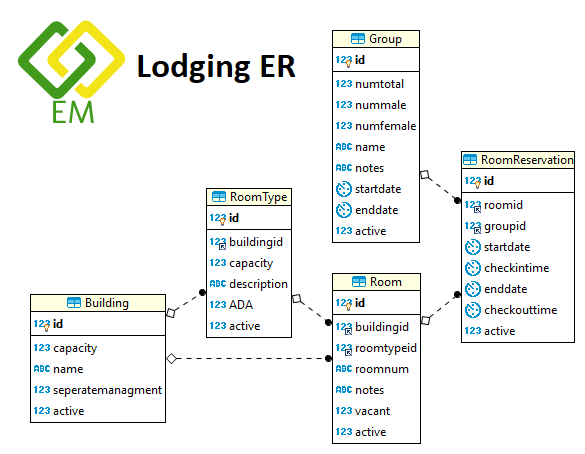 EM
Lodging ER
Group
123 id
123 numtotal
123 nummale
123 numfemale
ABC name
ABC notes
startdate
enddate
123 active
RoomReservation
123 id
123 roomid
123 groupid
startdate
checkintime
enddate
checkouttime
123 active
RoomType
123 id
123 buildingid
123 capacity
ABC description
123 ADA
123 active
Building
123 id
123 capacity
ABC name
123 seperatemanagment
123 active
Room
123 id
123 buildingid
123 roomtypeid
ABC roomnum
ABC notes
123 vacant
123 active